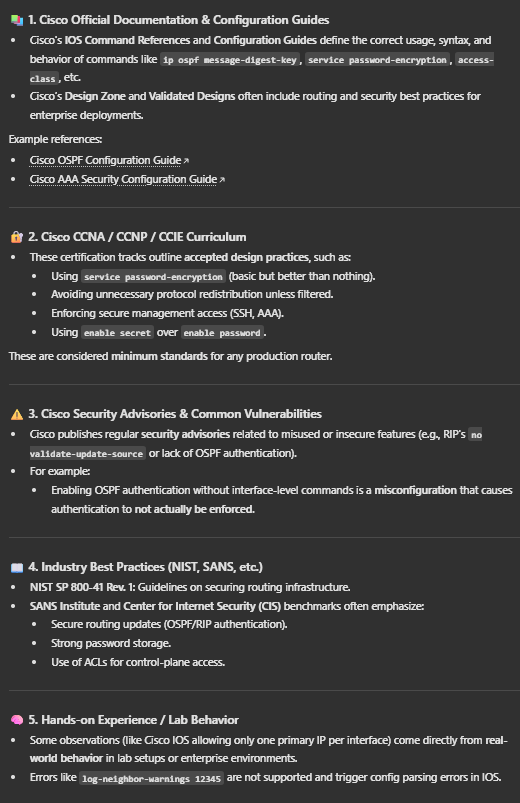 1. Cisco Official Documentation & Configuration Guides
• Cisco's IOS Command References and Configuration Guides define the correct usage, syntax, and
behavior of commands like ip ospf message-digest-key, service password-encryption, access-
class, etc.
• Cisco's Design Zone and Validated Designs often include routing and security best practices for
enterprise deployments.
Example references:
• Cisco OSPF Configuration Guide ↗
• Cisco AAA Security Configuration Guide ↗
2. Cisco CCNA / CCNP / CCIE Curriculum
• These certification tracks outline accepted design practices, such as:
• Using service password-encryption (basic but better than nothing).
• Avoiding unnecessary protocol redistribution unless filtered.
• Enforcing secure management access (SSH, AAA).
• Using enable secret over enable password.
These are considered minimum standards for any production router.
3. Cisco Security Advisories & Common Vulnerabilities
• Cisco publishes regular security advisories related to misused or insecure features (e.g., RIP's no
validate-update-source or lack of OSPF authentication).
• For example:
• Enabling OSPF authentication without interface-level commands is a misconfiguration that causes
authentication to not actually be enforced.
4. Industry Best Practices (NIST, SANS, etc.)
• NIST SP 800-41 Rev. 1: Guidelines on securing routing infrastructure.
• SANS Institute and Center for Internet Security (CIS) benchmarks often emphasize:
• Secure routing updates (OSPF/RIP authentication).
• Strong password storage.
• Use of ACLs for control-plane access.
5. Hands-on Experience / Lab Behavior
• Some observations (like Cisco IOS allowing only one primary IP per interface) come directly from real-
world behavior in lab setups or enterprise environments.
• Errors like log-neighbor-warnings 12345 are not supported and trigger config parsing errors in IOS.